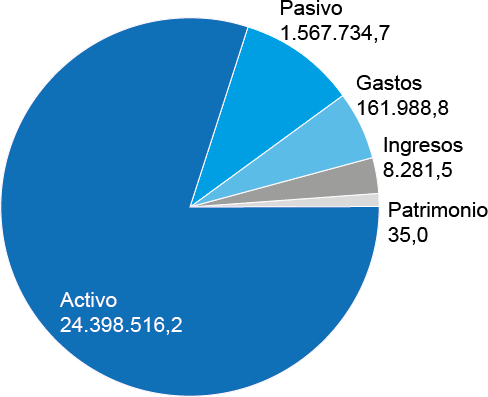 Pasivo
1.567.734,7
Gastos
161.988,8
Ingresos
8.281,5
Patrimonio
35,0
Activo
24.398.516,2